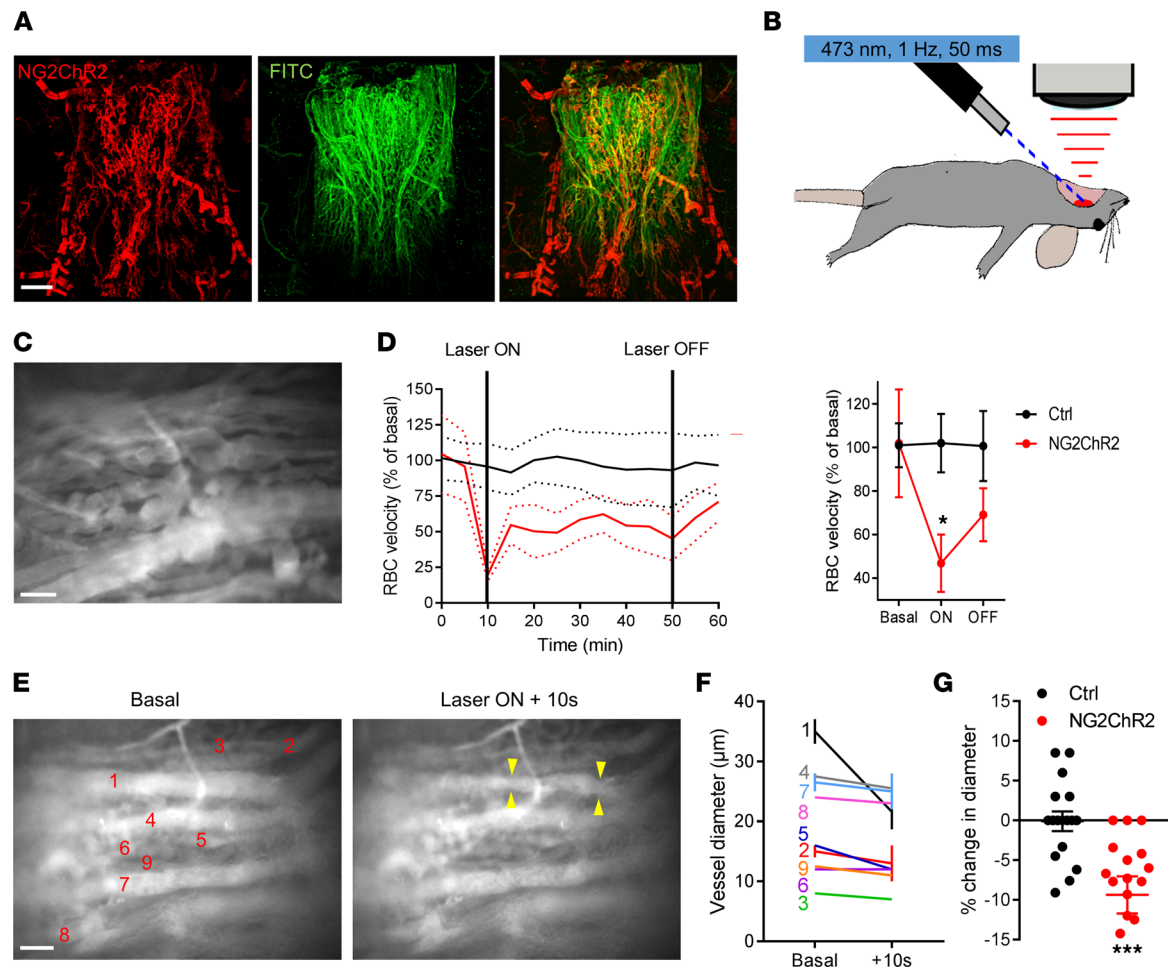 A
NG2ChR2
FITC
B
473 nm, 1 Hz, 50 ms
C
D
Laser ON
Laser OFF
RBC velocity (% of basal)
150
125
100
75
50
25
0
0 10 20 30 40 50 60
Time (min)
RBC velocity (% of basal)
120
100
80
60
40
Basal ON OFF
*
Ctrl
NG2ChR2
E
Basal
Laser ON + 10s
3 2
1
4
5
6
9
7
8
F
Vessel diameter (µm)
40
30
20
10
0
1
4
7
8
5
2
9
6
3
Basal +10s
G
Ctrl
NG2ChR2
% change in diameter
15
10
5
0
-5
-10
-15
***